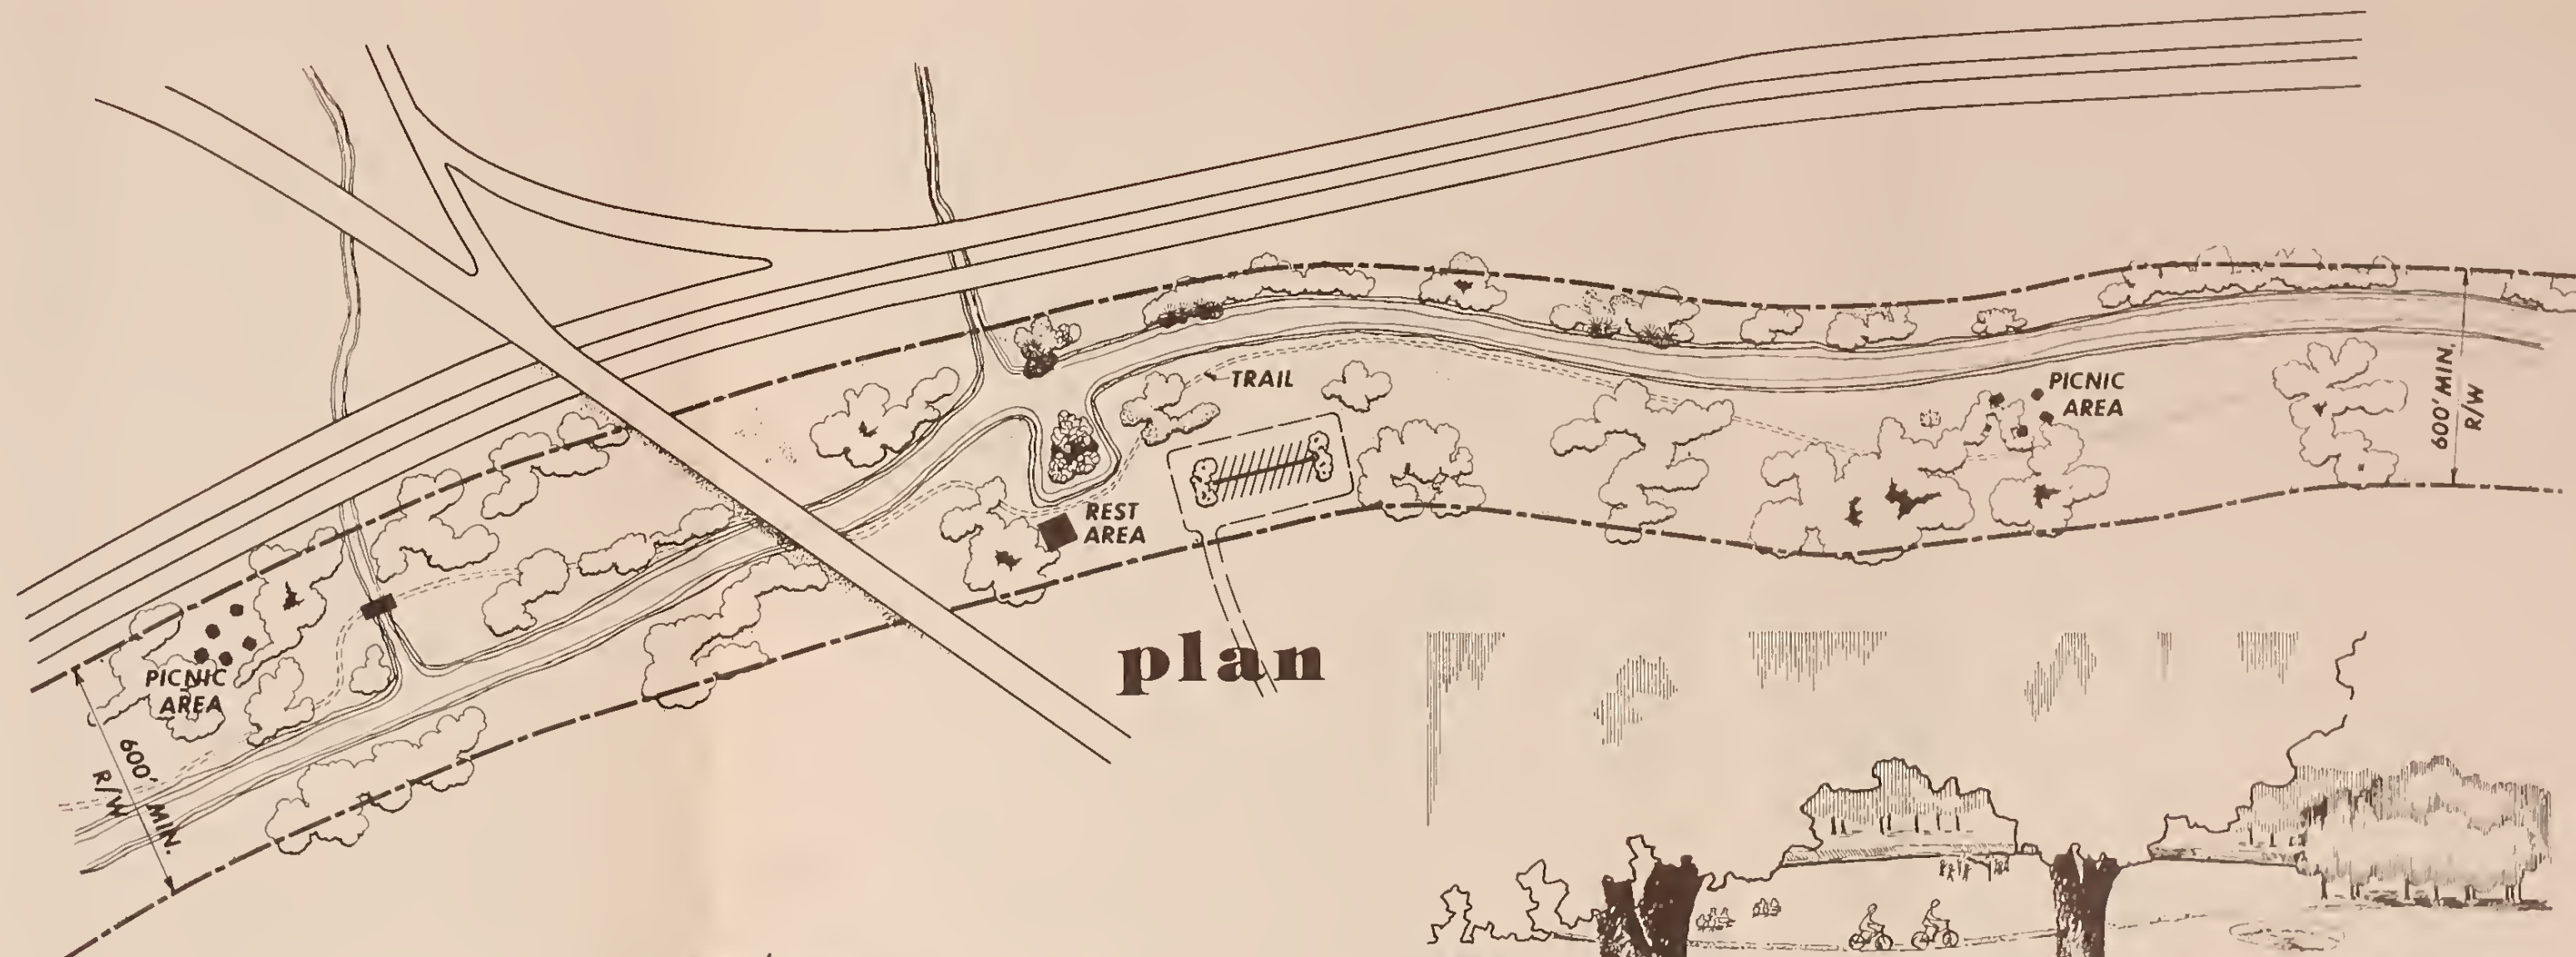 TRAIL
PICNIC
AREA
600' MIN.
R/W
REST
AREA
plan
PICNIC
AREA
600' MIN.
R/W